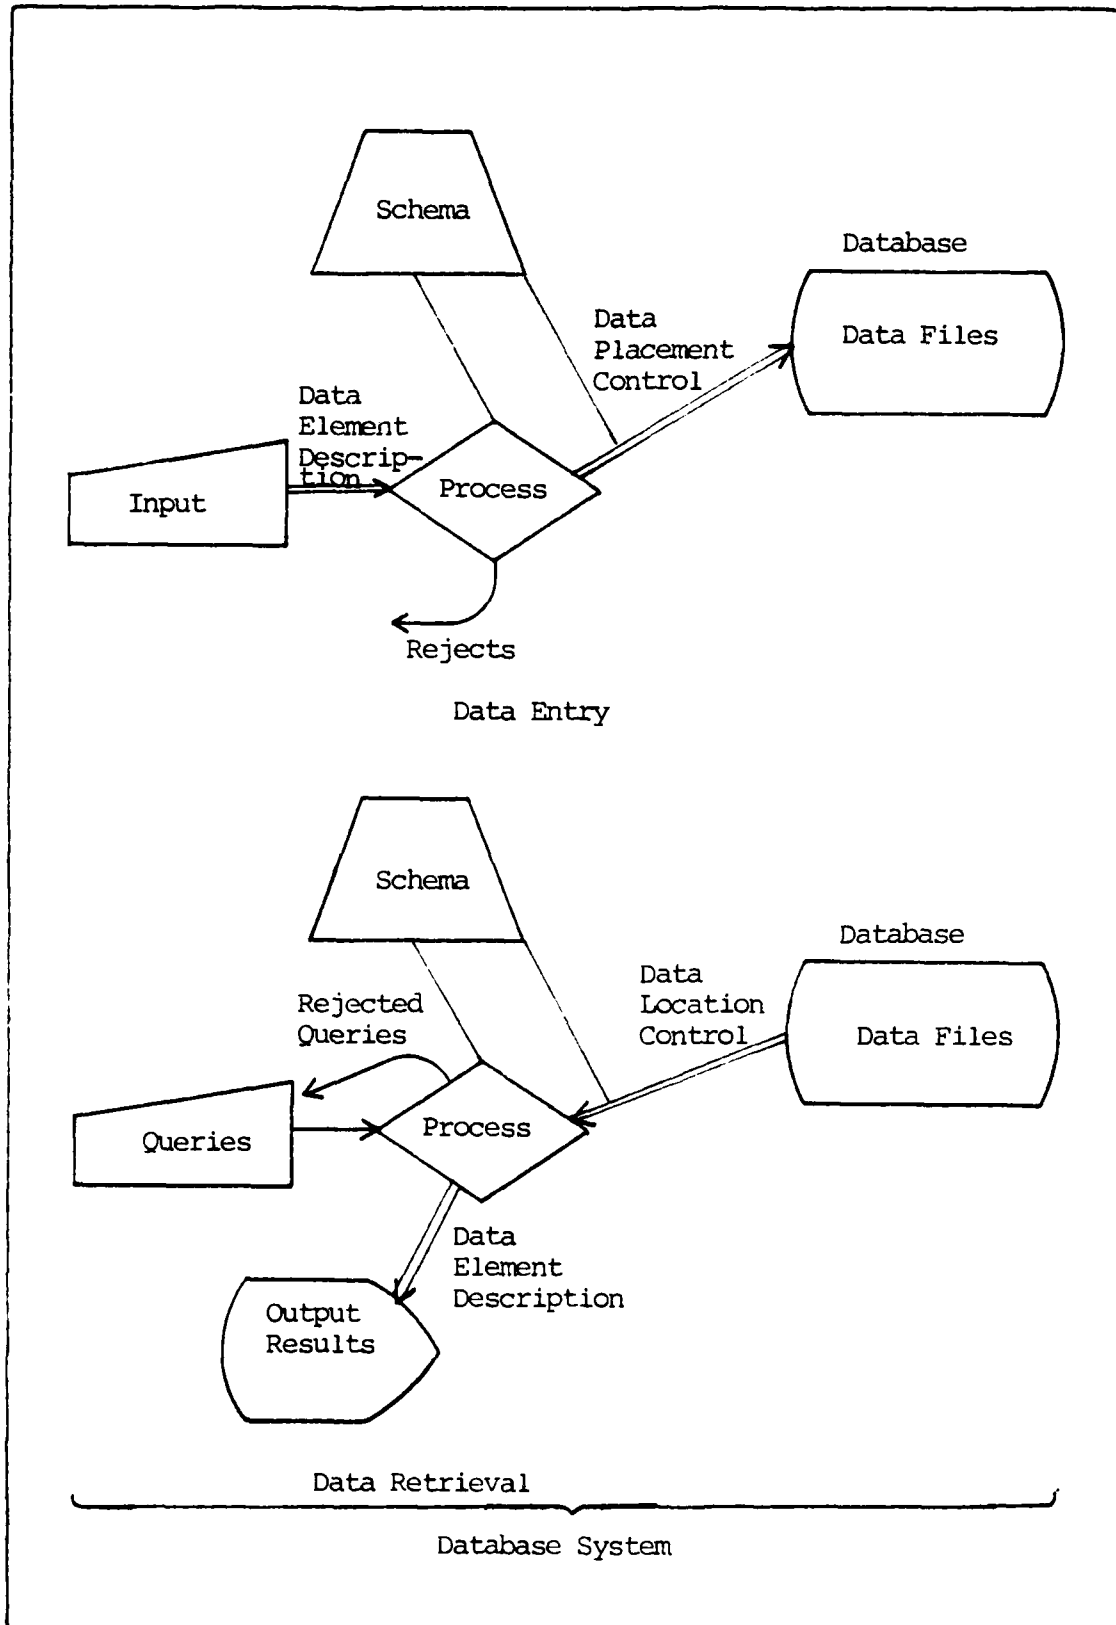 Schema
Database
Data Files
Data
Placement
Control
Data
Element
Descrip-
tion
Input
Process
Rejects
Data Entry
Schema
Database
Data Files
Data
Location
Control
Rejected
Queries
Queries
Process
Data
Element
Description
Output
Results
Data Retrieval
Database System